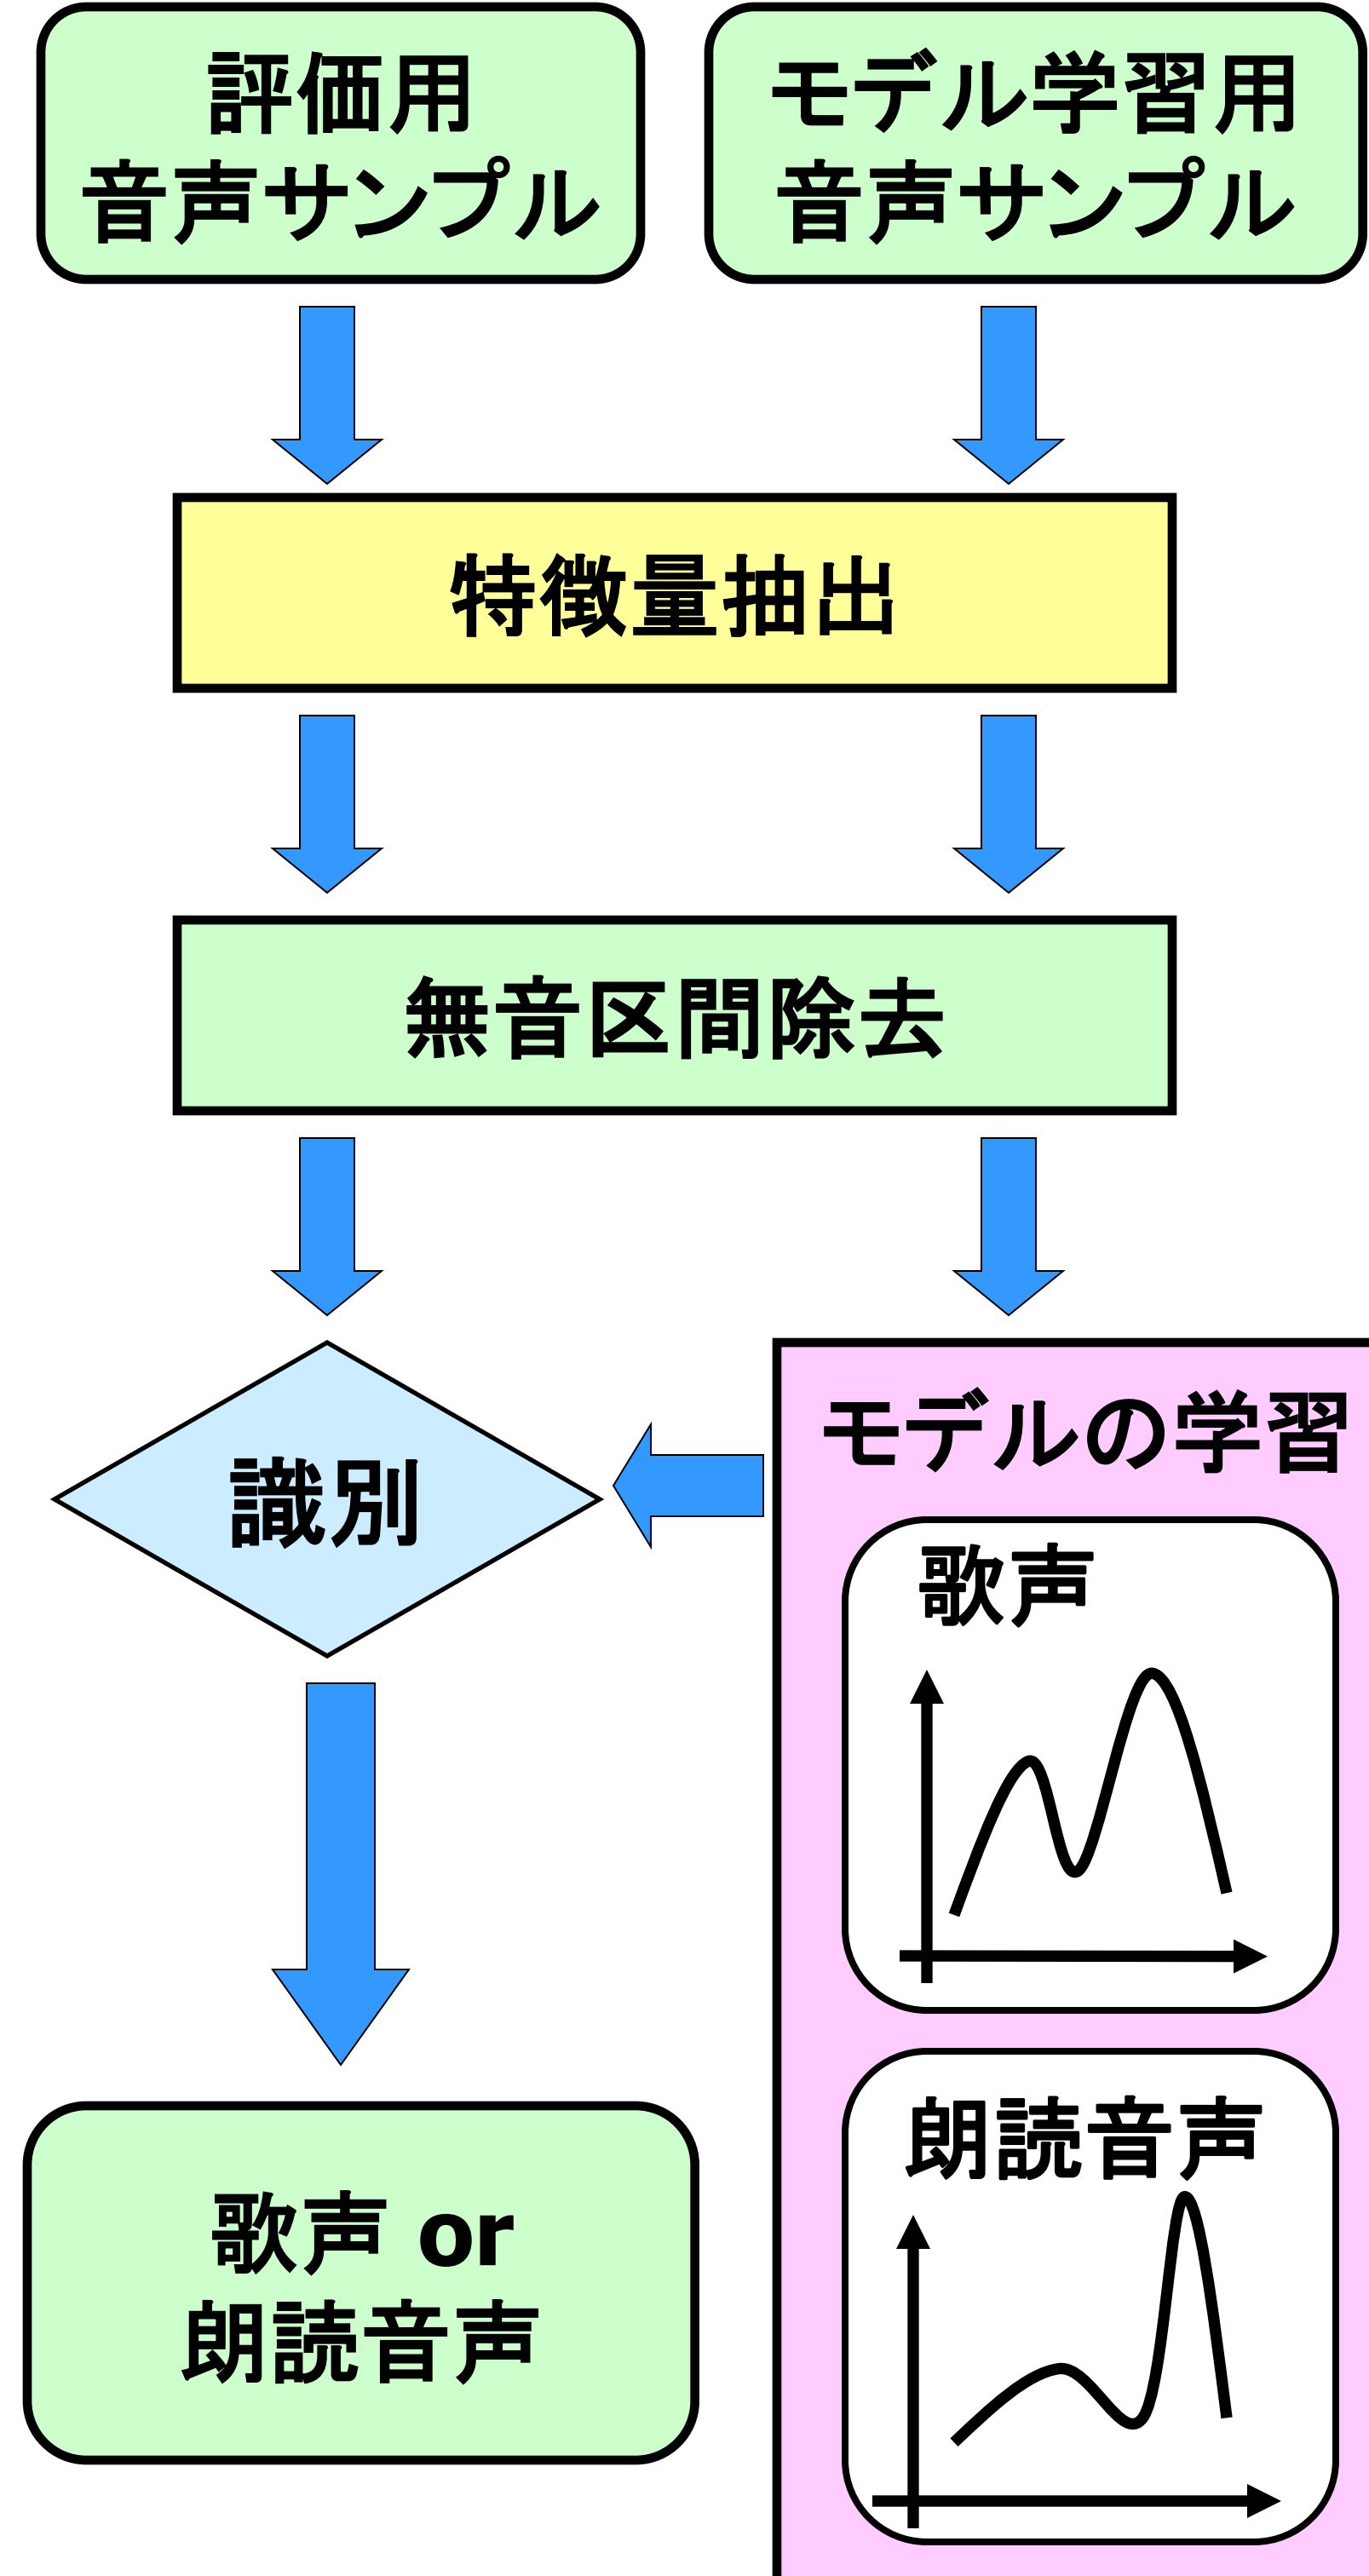 評価用
音声サンプル
モデル学習用
音声サンプル
特徴量抽出
無音区間除去
識別
モデルの学習
歌声
朗読音声
歌声 or
朗読音声